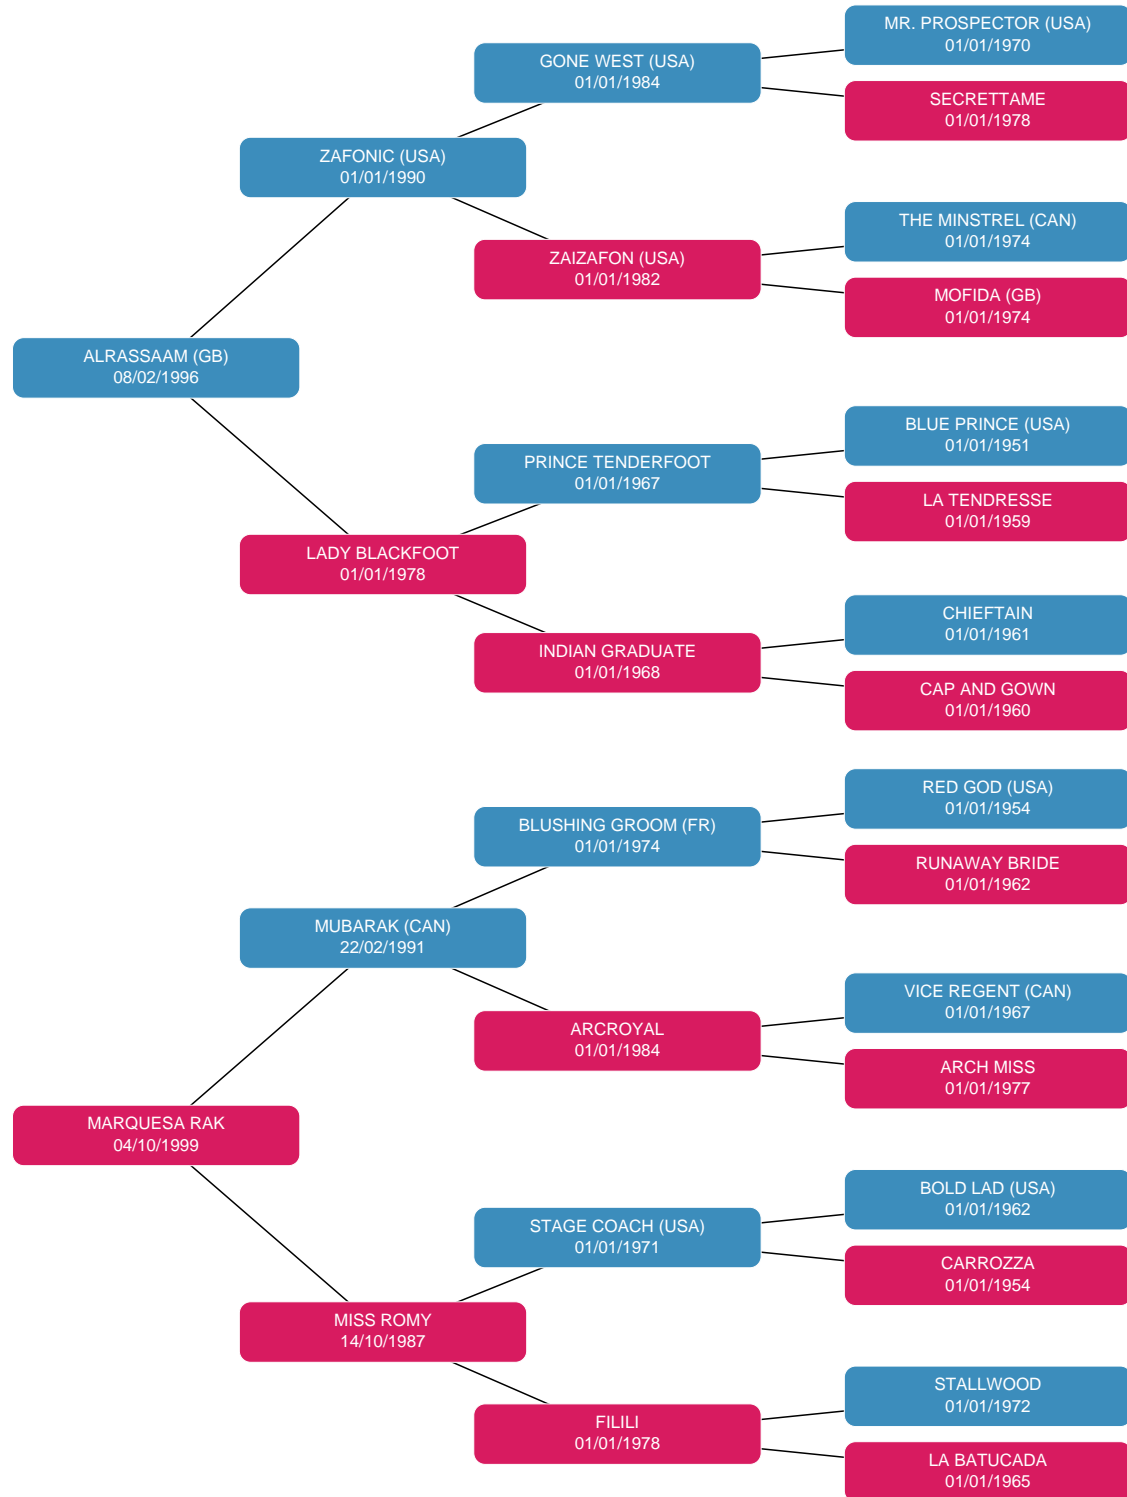 MR. PROSPECTOR (USA)
01/01/1970
GONE WEST (USA)
01/01/1984
SECRETTAME
01/01/1978
ZAFONIC (USA)
01/01/1990
THE MINSTREL (CAN)
01/01/1974
ZAIZAFON (USA)
01/01/1982
MOFIDA (GB)
01/01/1974
ALRASSAAM (GB)
08/02/1996
BLUE PRINCE (USA)
01/01/1951
PRINCE TENDERFOOT
01/01/1967
LA TENDRESSE
01/01/1959
LADY BLACKFOOT
01/01/1978
CHIEFTAIN
01/01/1961
INDIAN GRADUATE
01/01/1968
CAP AND GOWN
01/01/1960
RED GOD (USA)
01/01/1954
BLUSHING GROOM (FR)
01/01/1974
RUNAWAY BRIDE
01/01/1962
MUBARAK (CAN)
22/02/1991
VICE REGENT (CAN)
01/01/1967
ARCROYAL
01/01/1984
ARCH MISS
01/01/1977
MARQUESA RAK
04/10/1999
BOLD LAD (USA)
01/01/1962
STAGE COACH (USA)
01/01/1971
CARROZZA
01/01/1954
MISS ROMY
14/10/1987
STALLWOOD
01/01/1972
FILILI
01/01/1978
LA BATUCADA
01/01/1965